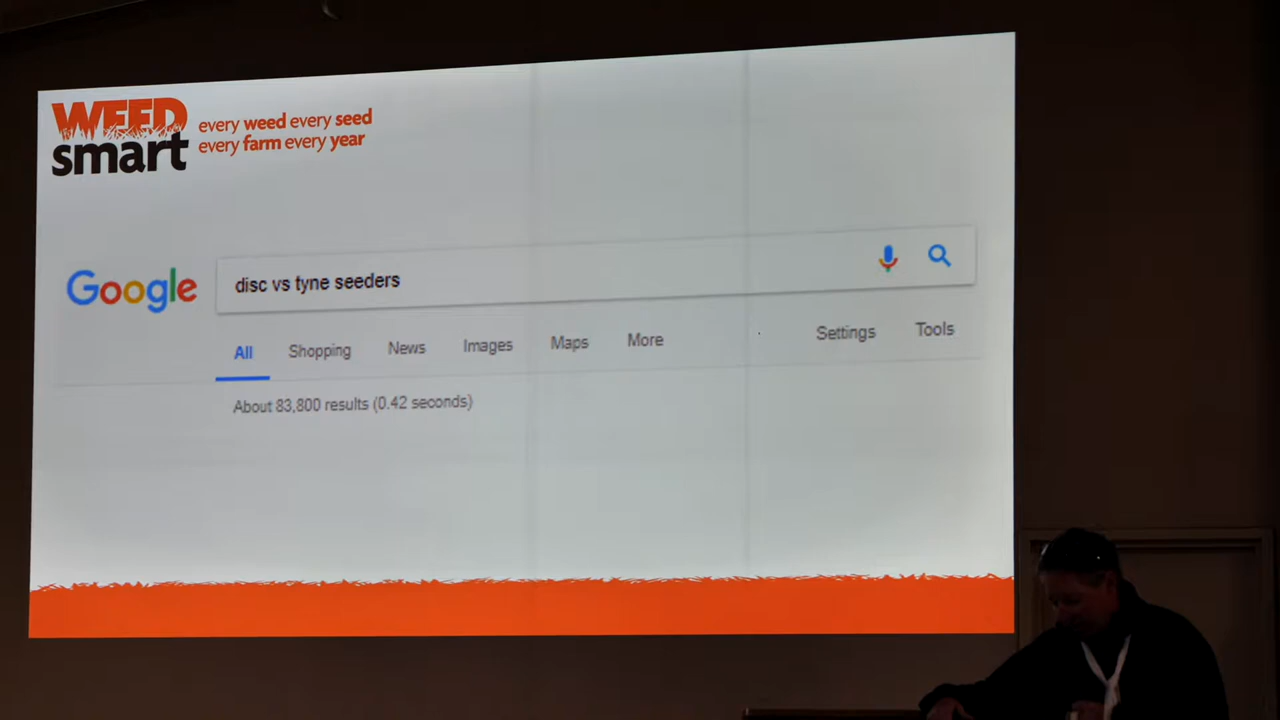 WEED
smart
every weed every seed
every farm every year
Google
disc vs tyne seeders
All Shopping News Images Maps More Settings Tools
About 83,800 results (0.42 seconds)